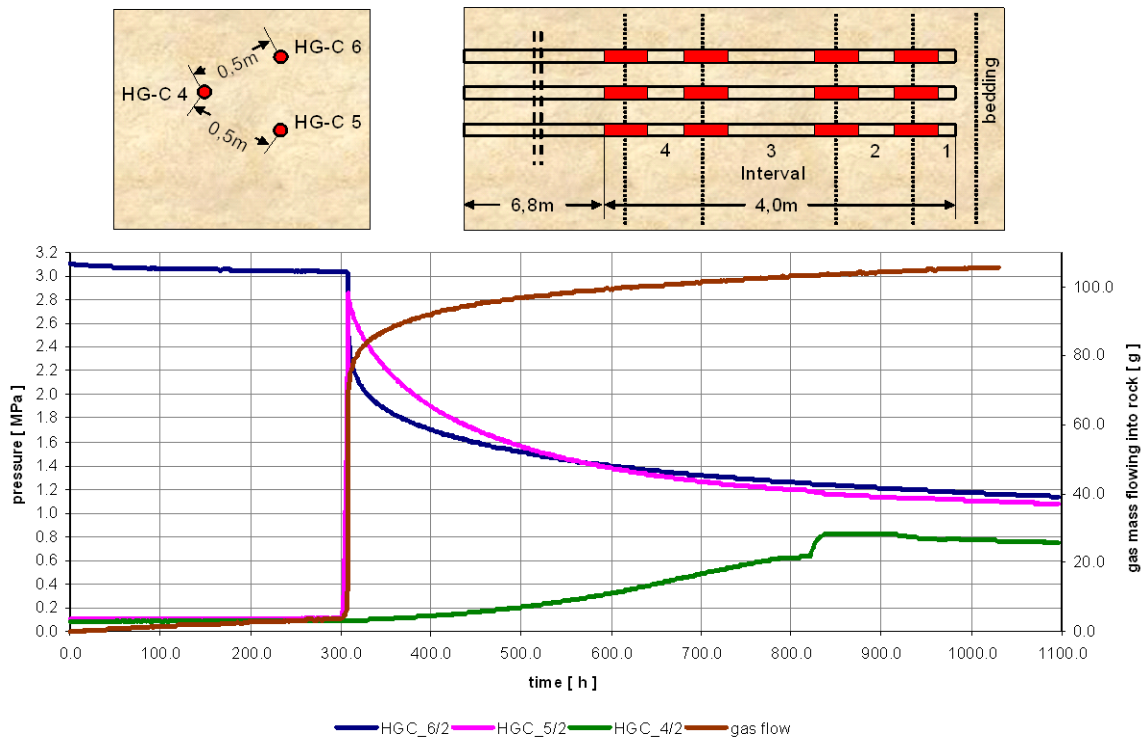 HG-C 6
0,5m
HG-C 4
0,5m
HG-C 5
4 3 2 1
Interval
6,8m 4,0m
bedding
3.2
3.0
2.8
2.6
2.4
2.2
2.0
1.8
1.6
1.4
1.2
1.0
0.8
0.6
0.4
0.2
0.0
pressure [ MPa]
100.0
80.0
60.0
40.0
20.0
0.0
gas mass flowing into rock [ g]
0.0 100.0 200.0 300.0 400.0 500.0 600.0 700.0 800.0 900.0 1000.0 1100.0
time [ h]
HGC_6/2 HGC_5/2 HGC_4/2 gas flow